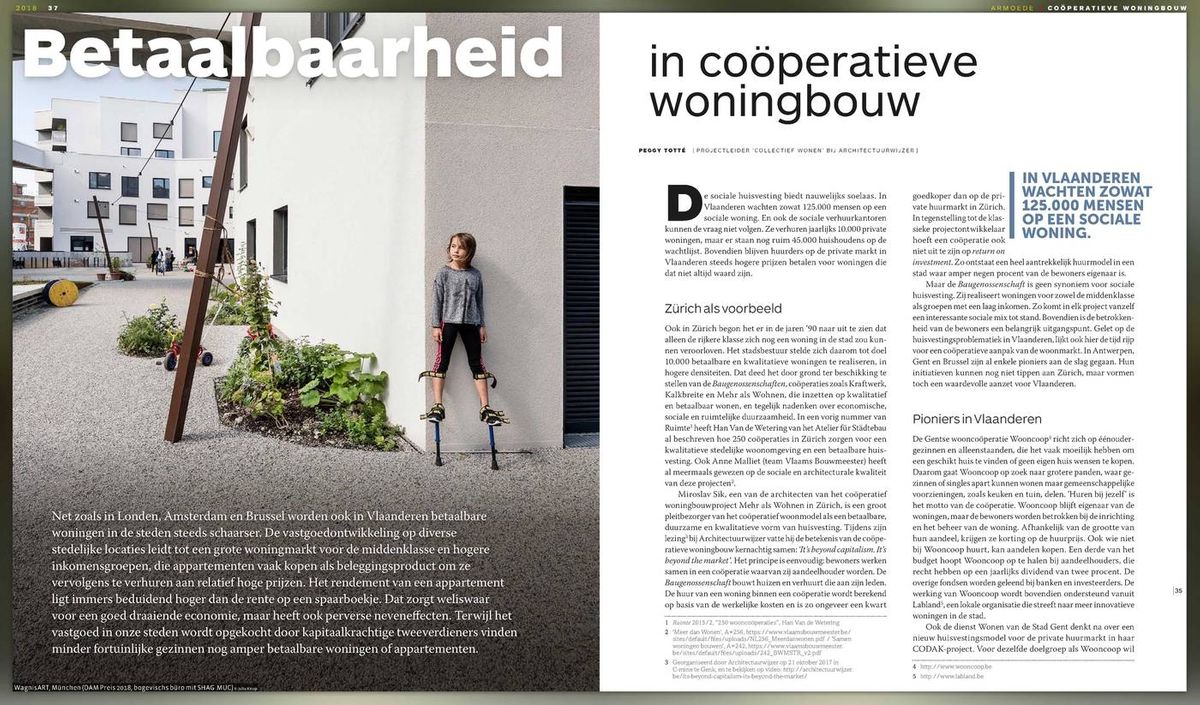 2018 37
ARMOEDE | COÖPERATIEVE WONINGBOUW
Betaalbaarheid
Net zoals in Londen, Amsterdam en Brussel worden ook in Vlaanderen betaalbare
woningen in de steden steeds schaarser. De vastgoedontwikkeling op diverse
stedelijke locaties leidt tot een grote woningmarkt voor de middenklasse en hogere
inkomensgroepen, die appartementen vaak kopen als beleggingsproduct om ze
vervolgens te verhuren aan relatief hoge prijzen. Het rendement van een appartement
ligt immers beduidend hoger dan de rente op een spaarboekje. Dat zorgt weliswaar
voor een goed draaiende economie, maar heeft ook perverse neveneffecten. Terwijl het
vastgoed in onze steden wordt opgekocht door kapitaalkrachtige tweeverdieners vinden
minder fortuinlijke gezinnen nog amper betaalbare woningen of appartementen.
WagnisART, München (DAM Preis 2018, bogevischs büro mit SHAG MUC)
in coöperatieve
woningbouw
PEGGY TOTTÉ [ PROJECTLEIDER 'COLLECTIEF WONEN' BIJ ARCHITECTUURWIJZER ]
De sociale huisvesting biedt nauwelijks soelaas. In
Vlaanderen wachten zowat 125.000 mensen op een
sociale woning. En ook de sociale verhuurkantoren
kunnen de vraag niet volgen. Ze verhuren jaarlijks 10.000 private
woningen, maar er staan nog ruim 45.000 huishoudens op de
wachtlijst. Bovendien blijven huurders op de private markt in
Vlaanderen steeds hogere prijzen betalen voor woningen die
dat niet altijd waard zijn.
Zürich als voorbeeld
Ook in Zürich begon het er in de jaren '90 naar uit te zien dat
alleen de rijkere klasse zich nog een woning in de stad zou kun-
nen veroorloven. Het stadsbestuur stelde zich daarom tot doel
10.000 betaalbare en kwalitatieve woningen te realiseren, in
hogere densiteiten. Dat deed het door grond ter beschikking te
stellen van de Baugenossenschaften, coöperaties zoals Kraftwerk,
Kalkbreite en Mehr als Wohnen, die inzetten op kwalitatief
en betaalbaar wonen, en tegelijk nadenken over economische,
sociale en ruimtelijke duurzaamheid. In een vorig nummer van
Ruimte¹ heeft Han Van de Wetering van het Atelier für Städtebau
al beschreven hoe 250 coöperaties in Zürich zorgen voor een
kwalitatieve stedelijke woonomgeving en een betaalbare huis-
vesting. Ook Anne Malliet (team Vlaams Bouwmeester) heeft
al meermaals gewezen op de sociale en architecturale kwaliteit
van deze projecten².
Miroslav Sik, een van de architecten van het coöperatief
woningbouwproject Mehr als Wohnen in Zürich, is een groot
pleitbezorger van het coöperatief woonmodel als een betaalbare,
duurzame en kwalitatieve vorm van huisvesting. Tijdens zijn
lezing³ bij Architectuurwijzer vatte hij de betekenis van de coöpe-
ratieve woningbouw kernachtig samen: 'It's beyond capitalism. It's
beyond the market'. Het principe is eenvoudig: bewoners werken
samen in een coöperatie waarvan zij aandeelhouder worden. De
Baugenossenschaft bouwt huizen en verhuurt die aan zijn leden.
De huur van een woning binnen een coöperatie wordt berekend
op basis van de werkelijke kosten en is zo ongeveer een kwart
1 Ruimte 2015/2, "250 wooncoöperaties", Han Van de Wetering
2 'Meer dan Wonen', A+256, https://www.vlaamsbouwmeester.be/
sites/default/files/uploads/NL256_Meerdanwonen.pdf / 'Samen
woningen bouwen', A+242, https://www.vlaamsbouwmeester.
be/sites/default/files/uploads/242_BWMSTR_v2.pdf
3 Georganiseerd door Architectuurwijzer op 21 oktober 2017 in
C-mine te Genk, en te bekijken op video: http://architectuurwijzer.
be/its-beyond-capitalism-its-beyond-the-market/
goedkoper dan op de pri-
vate huurmarkt in Zürich.
In tegenstelling tot de klas-
sieke projectontwikkelaar
hoeft een coöperatie ook
niet uit te zijn op return on
investment. Zo ontstaat een heel aantrekkelijk huurmodel in een
stad waar amper negen procent van de bewoners eigenaar is.
Maar de Baugenossenschaft is geen synoniem voor sociale
huisvesting. Zij realiseert woningen voor zowel de middenklasse
als groepen met een laag inkomen. Zo komt in elk project vanzelf
een interessante sociale mix tot stand. Bovendien is de betrokken-
heid van de bewoners een belangrijk uitgangspunt. Gelet op de
huisvestingsproblematiek in Vlaanderen, lijkt ook hier de tijd rijp
voor een coöperatieve aanpak van de woonmarkt. In Antwerpen,
Gent en Brussel zijn al enkele pioniers aan de slag gegaan. Hun
initiatieven kunnen nog niet tippen aan Zürich, maar vormen
toch een waardevolle aanzet voor Vlaanderen.
IN VLAANDEREN
WACHTEN ZOWAT
125.000 MENSEN
OP EEN SOCIALE
WONING.
Pioniers in Vlaanderen
De Gentse wooncoöperatie Wooncoop⁴ richt zich op éénouder-
gezinnen en alleenstaanden, die het vaak moeilijk hebben om
een geschikt huis te vinden of geen eigen huis wensen te kopen.
Daarom gaat Wooncoop op zoek naar grotere panden, waar ge-
zinnen of singles apart kunnen wonen maar gemeenschappelijke
voorzieningen, zoals keuken en tuin, delen. 'Huren bij jezelf' is
het motto van de coöperatie. Wooncoop blijft eigenaar van de
woningen, maar de bewoners worden betrokken bij de inrichting
en het beheer van de woning. Afhankelijk van de grootte van
hun aandeel, krijgen ze korting op de huurprijs. Ook wie niet
bij Wooncoop huurt, kan aandelen kopen. Een derde van het
budget hoopt Wooncoop op te halen bij aandeelhouders, die
recht hebben op een jaarlijks dividend van twee procent. De
overige fondsen worden geleend bij banken en investeerders. De
werking van Wooncoop wordt bovendien ondersteund vanuit
Labland⁵, een lokale organisatie die streeft naar meer innovatieve
woningen in de stad.
Ook de dienst Wonen van de Stad Gent denkt na over een
nieuw huisvestingsmodel voor de private huurmarkt in haar
CODAK-project. Voor dezelfde doelgroep als Wooncoop wil
4 http://www.wooncoop.be
5 http://www.labland.be
35